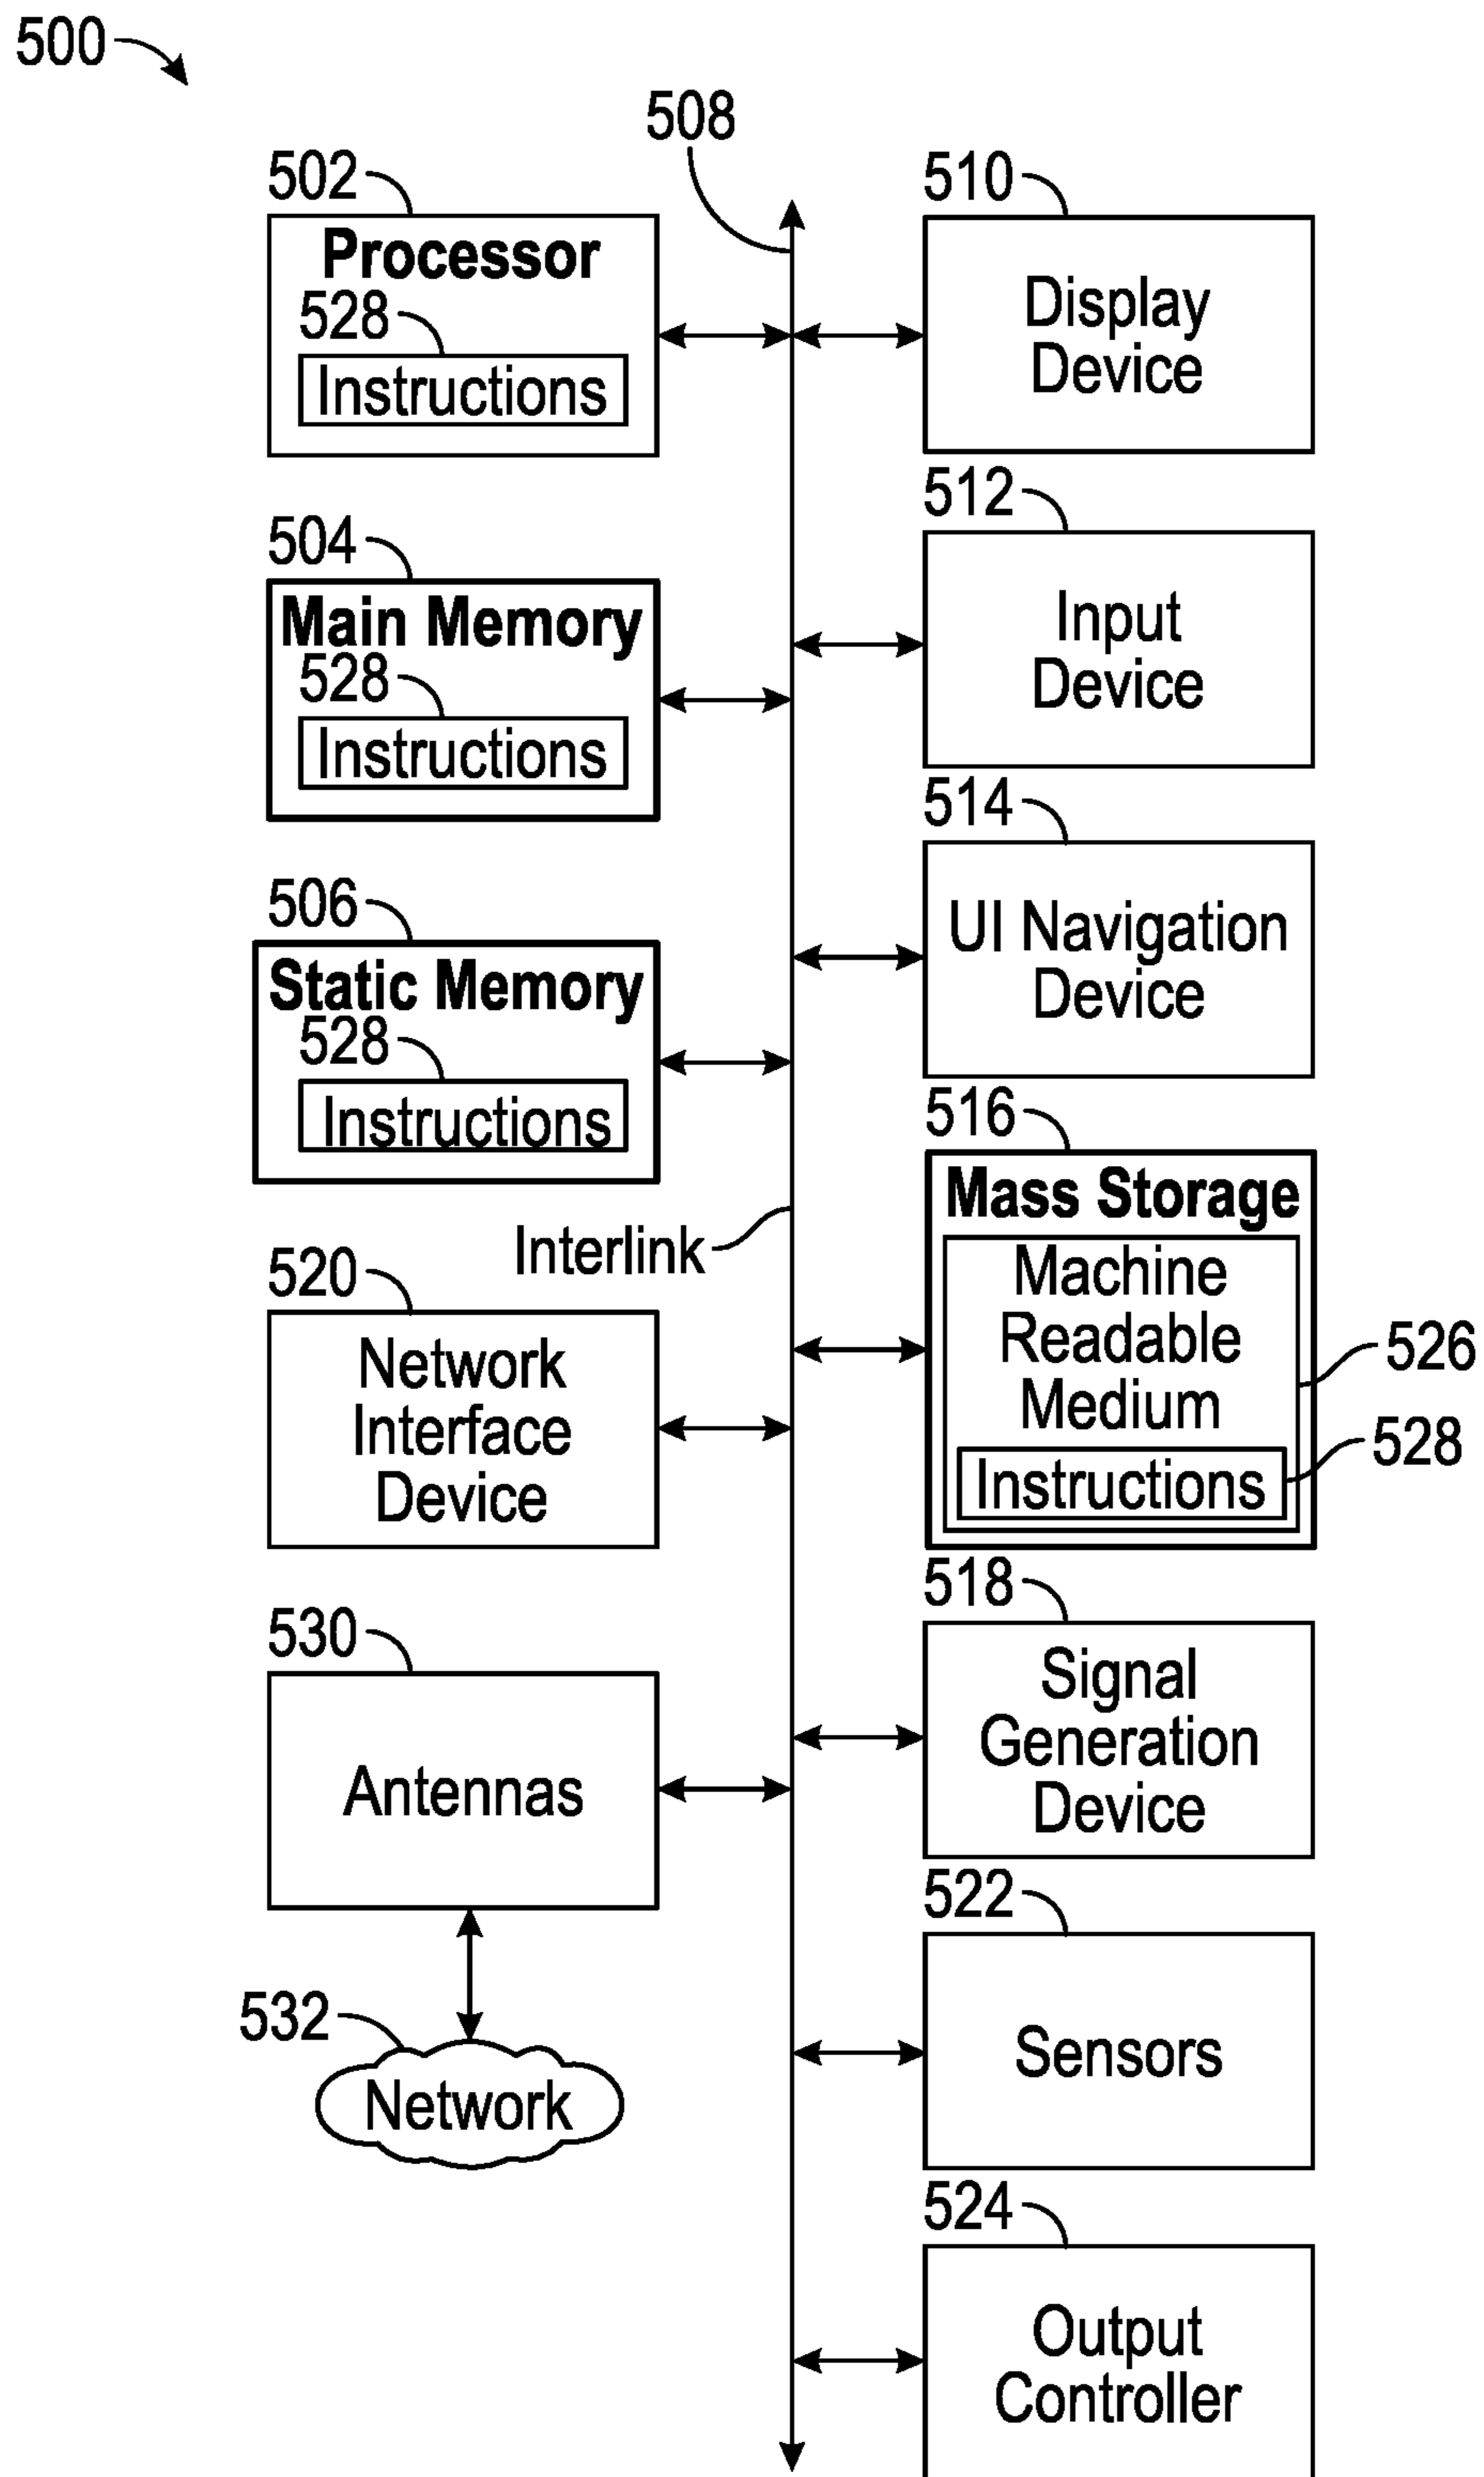 500
508
502
Processor
528
Instructions
504
Main Memory
528
Instructions
506
Static Memory
528
Instructions
Interlink
520
Network
Interface
Device
530
Antennas
532
Network
510
Display
Device
512
Input
Device
514
UI Navigation
Device
516
Mass Storage
Machine
Readable
Medium
526
Instructions
528
518
Signal
Generation
Device
522
Sensors
524
Output
Controller